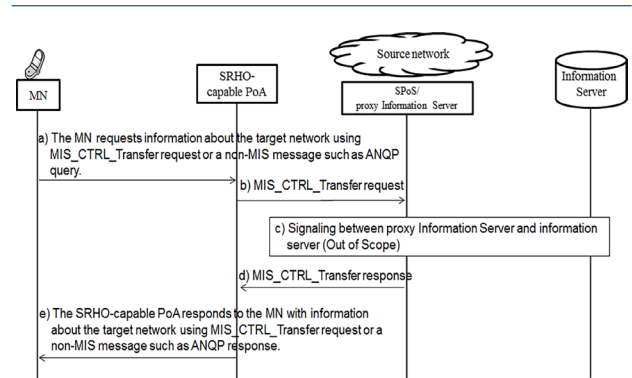 Source network
MN
SRHO-
capable PoA
SPoS/
proxy Information Server
Information
Server
a) The MN requests information about the target network using
MIS_CTRL_Transfer request or a non-MIS message such as ANQP
query.
b) MIS_CTRL_Transfer request
c) Signaling between proxy Information Server and information
server (Out of Scope)
d) MIS_CTRL_Transfer response
e) The SRHO-capable PoA responds to the MN with information
about the target network using MIS_CTRL_Transfer request or a
non-MIS message such as ANQP response.